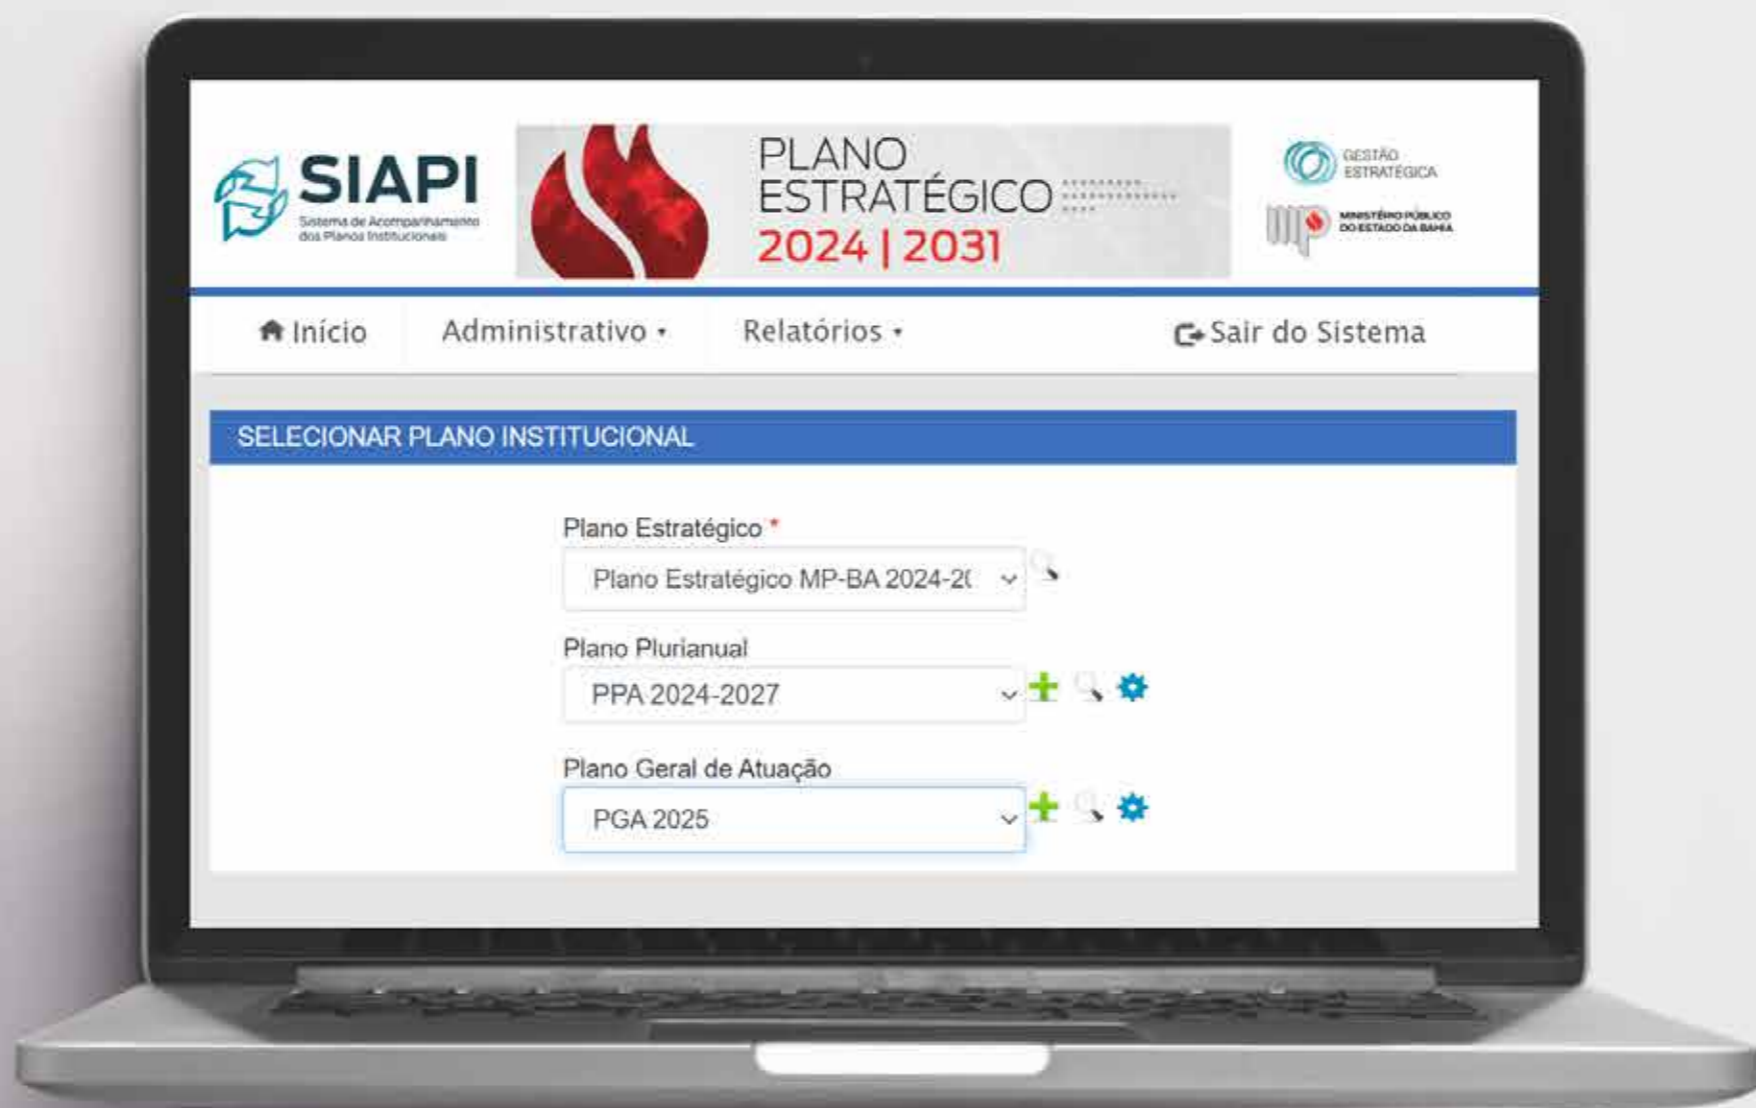 SIAPI
Sistema de Acompanhamento
dos Planos Institucionais
PLANO
ESTRATÉGICO
2024 | 2031
GESTÃO
ESTRATÉGICA
MINISTÉRIO PÚBLICO
DO ESTADO DA BAHIA
Início
Administrativo
Relatórios
Sair do Sistema
SELECIONAR PLANO INSTITUCIONAL
Plano Estratégico *
Plano Estratégico MP-BA 2024-20
Plano Plurianual
PPA 2024-2027
Plano Geral de Atuação
PGA 2025